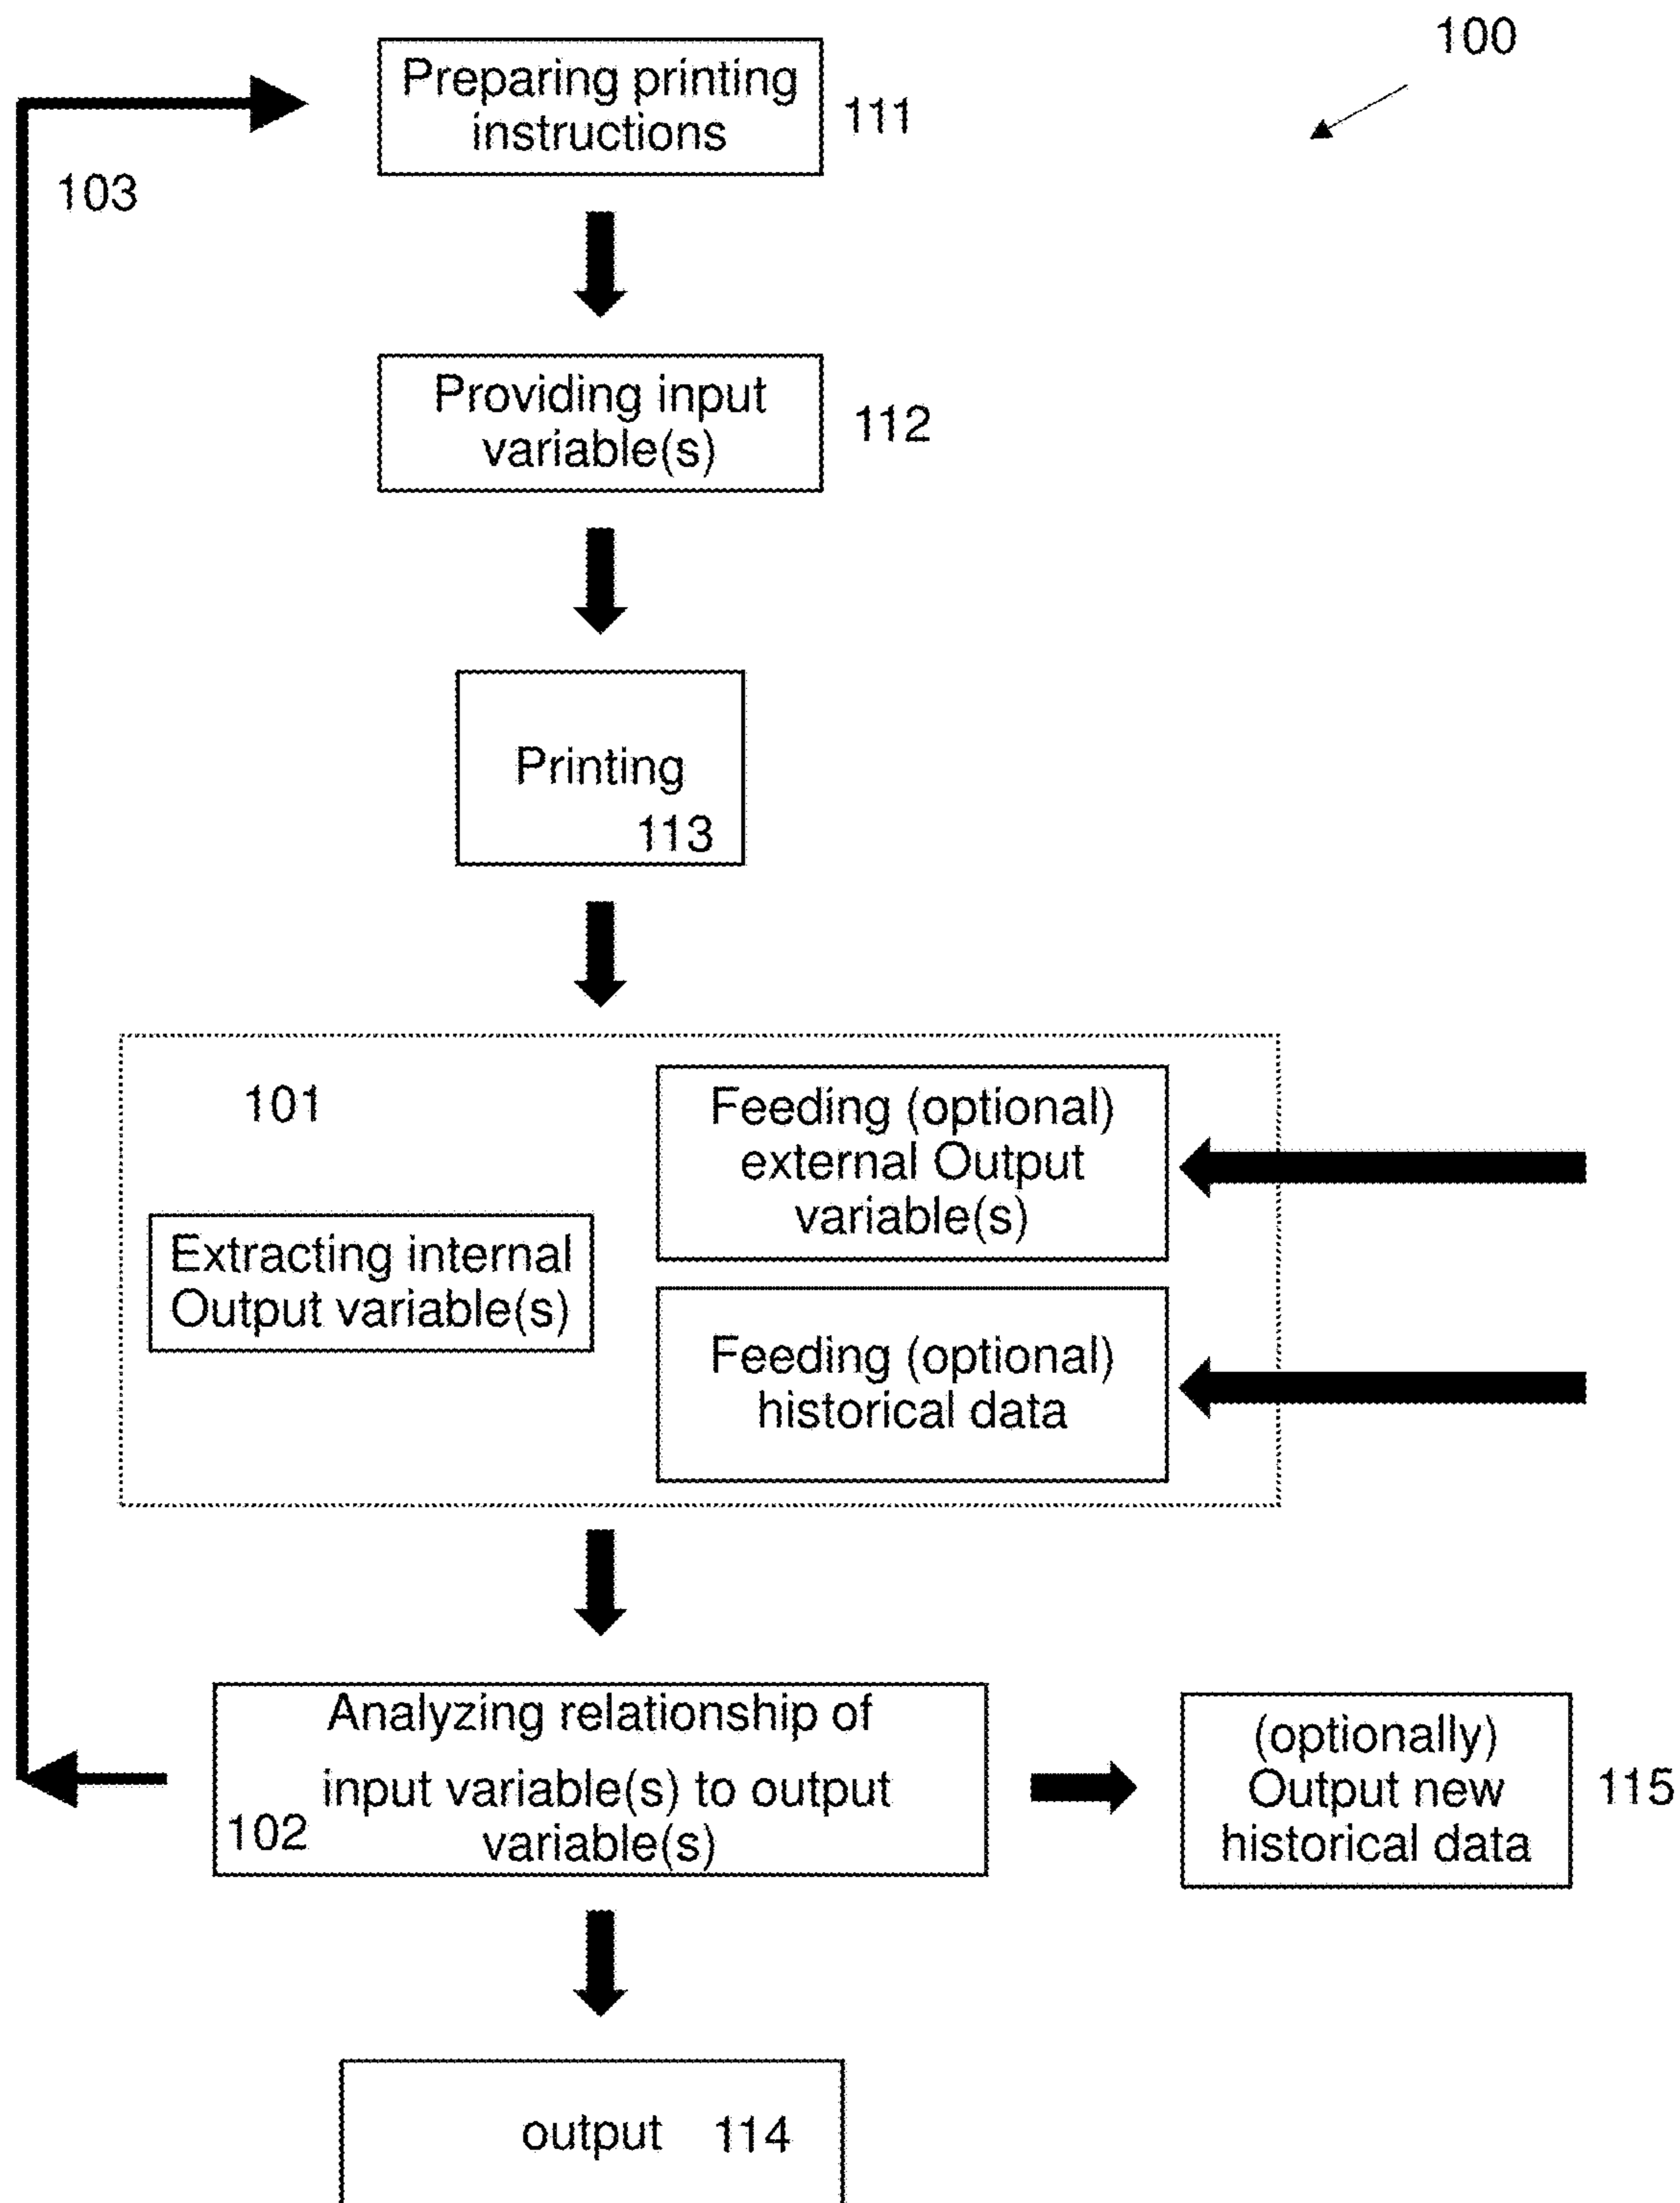 100
Preparing printing
instructions
111
103
Providing input
variable(s)
112
Printing
113
101
Feeding (optional)
external Output
variable(s)
Extracting internal
Output variable(s)
Feeding (optional)
historical data
Analyzing relationship of
input variable(s) to output
variable(s)
102
(optionally)
Output new
historical data
115
output 114